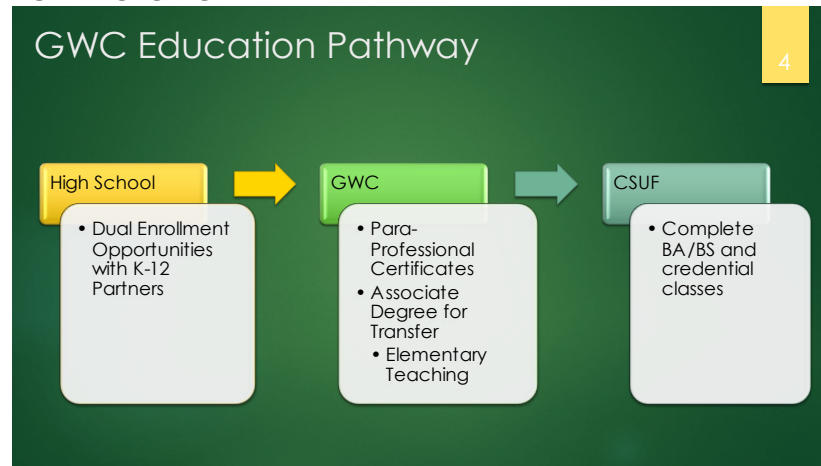 GWC Education Pathway
4
High School
• Dual Enrollment
Opportunities
with K-12
Partners
GWC
• Para-
Professional
Certificates
• Associate
Degree for
Transfer
• Elementary
Teaching
CSUF
• Complete
BA/BS and
credential
classes